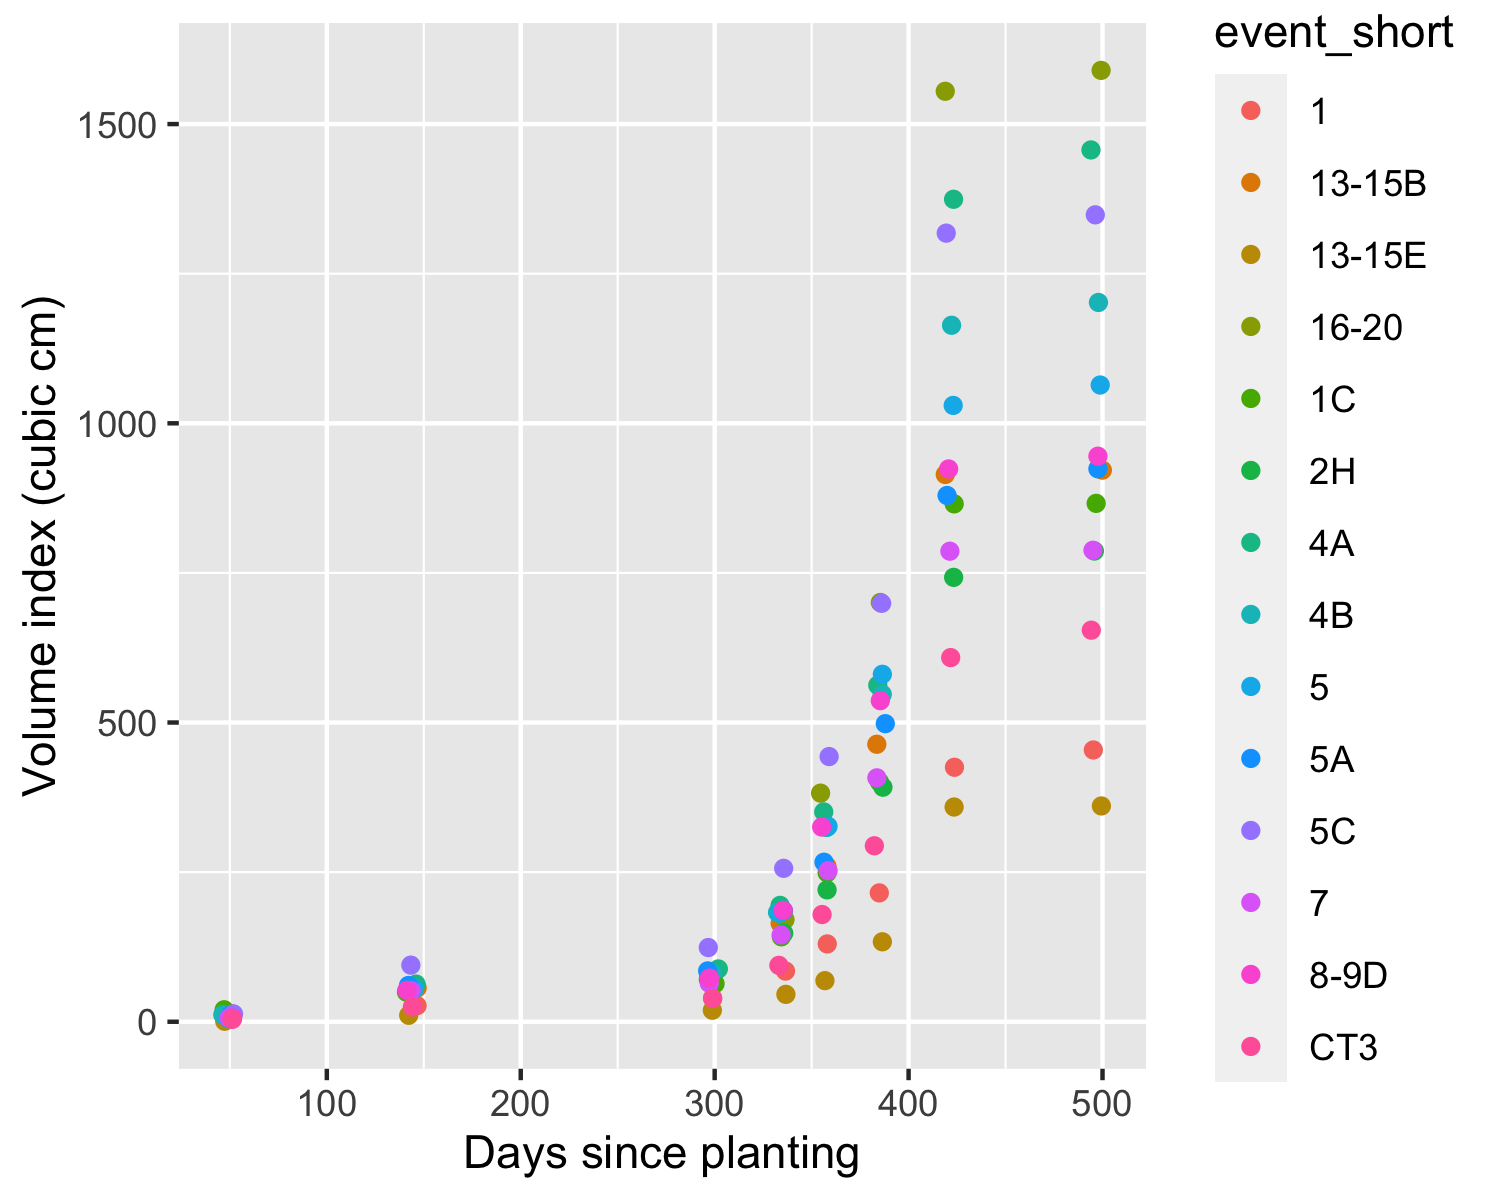 event_short
1
13-15B
13-15E
16-20
1C
2H
4A
4B
5
5A
5C
7
8-9D
CT3
Volume index (cubic cm)
1500
1000
500
0
100 200 300 400 500
Days since planting